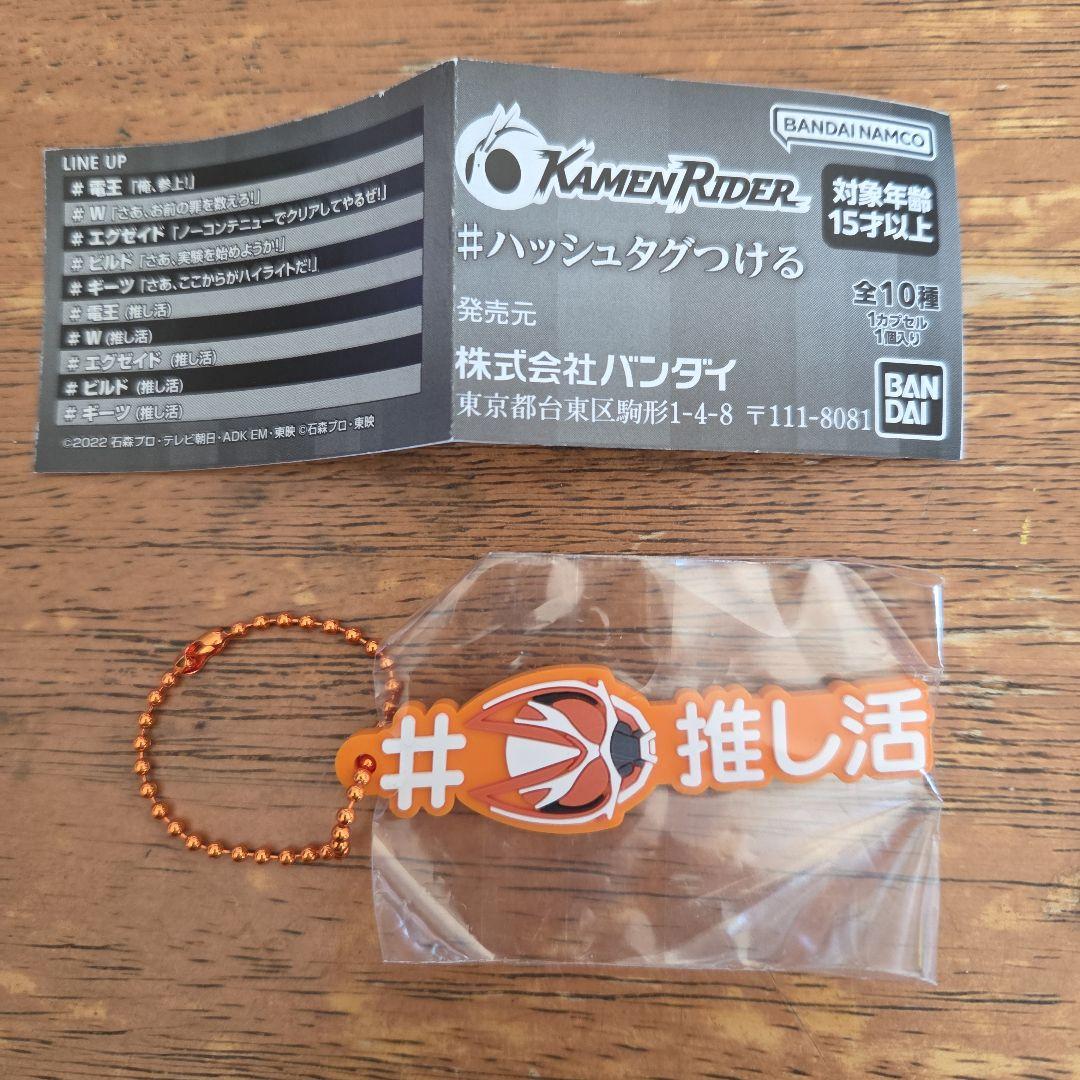 LINE UP
# 電王「俺、参上!」
# W「さあ、お前の罪を数えろ!」
# エグゼイド「ノーコンテニューでクリアしてやるぜ!」
# ビルド「さあ、実験を始めようか!」
# ギーツ「さあ、ここからがハイライトだ!」
# 電王 (推し活)
# W (推し活)
# エグゼイド (推し活)
# ビルド (推し活)
# ギーツ (推し活)
©2022 石森プロ・テレビ朝日・ADK EM・東映 ©石森プロ・東映
BANDAI NAMCO
KAMEN RIDER
対象年齢
15才以上
#ハッシュタグつける
全10種
1カプセル
1個入り
発売元
株式会社バンダイ
東京都台東区駒形1-4-8 〒111-8081
BAN
DAI
#推し活